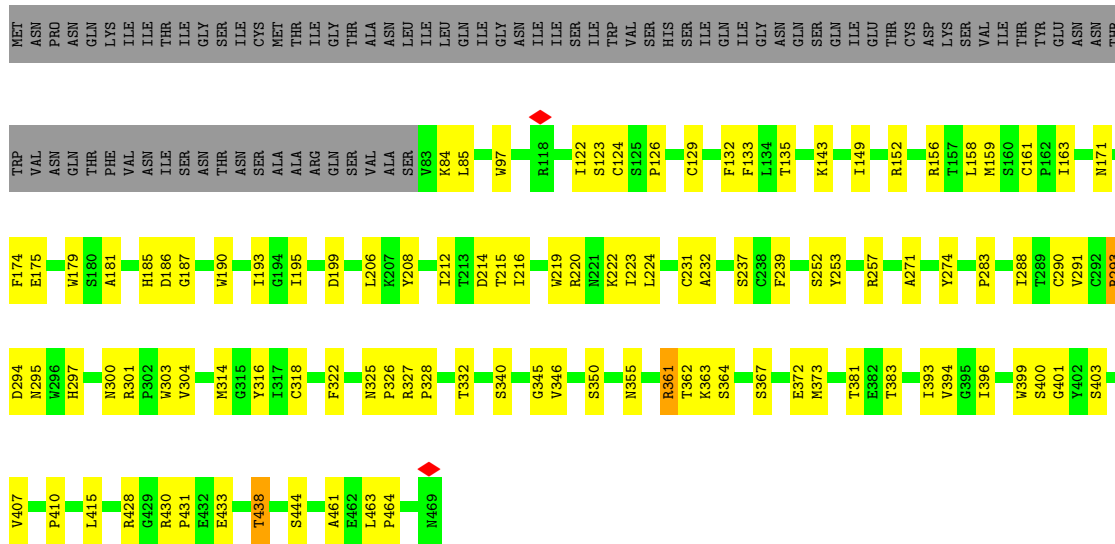 MET ASN PRO ASN GLN LYS ILE ILE THR ILE GLY SER ILE CYS MET THR ILE GLY THR ALA ASN LEU ILE LEU GLN ILE GLY ASN ILE ILE SER ILE TRP VAL SER HIS SER ILE GLN ILE GLY ASN GLN SER GLN ILE GLU THR CYS ASP LYS SER VAL ILE THR TYR GLU ASN ASN THR
TRP VAL ASN GLN THR PHE VAL ASN ILE SER ASN THR ASN SER ALA ALA ARG GLN SER VAL ALA SER V83 K84 L85 W97 R118 I122 S123 C124 S125 P126 C129 F132 F133 L134 T135 K143 I149 R152 R156 T157 L158 M159 S160 C161 P162 I163 N171
F174 E175 W179 S180 A181 H185 D186 G187 W190 I193 G194 I195 D199 L206 K207 Y208 I212 T213 D214 T215 I216 W219 R220 N221 K222 I223 L224 C231 A232 S237 C238 F239 S252 Y253 R257 A271 Y274 P283 I288 T289 C290 V291 C292 R293
D294 N295 W296 H297 N300 R301 P302 W303 V304 M314 G315 Y316 I317 C318 F322 N325 P326 R327 P328 T332 S340 G345 V346 S350 N355 R361 T362 K363 S364 S367 E372 M373 T381 E382 T383 I393 V394 G395 I396 W399 S400 G401 Y402 S403
V407 P410 L415 R428 G429 R430 P431 E432 E433 T438 S444 A461 E462 L463 P464 N469